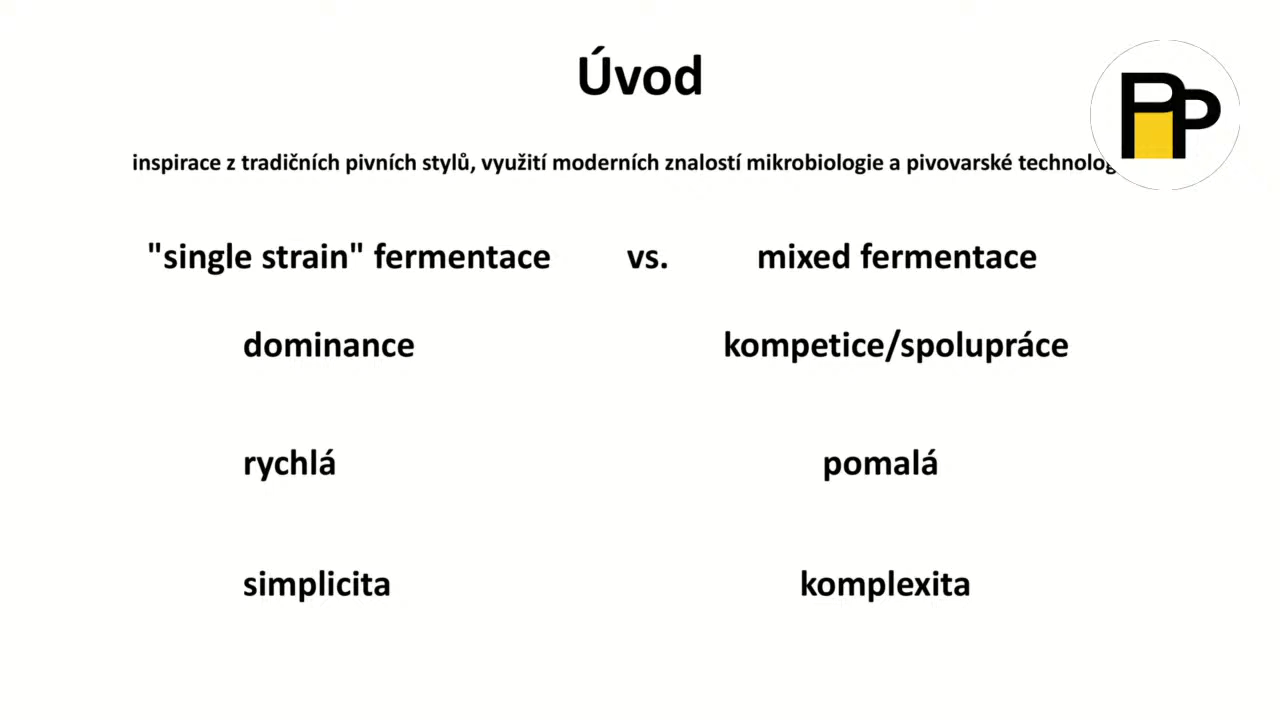 Úvod
inspirace z tradičních pivních stylů, využití moderních znalostí mikrobiologie a pivovarské
"single strain" fermentace vs. mixed fermentace
dominance kompetice/spolupráce
rychlá pomalá
simplicita komplexita
PiP